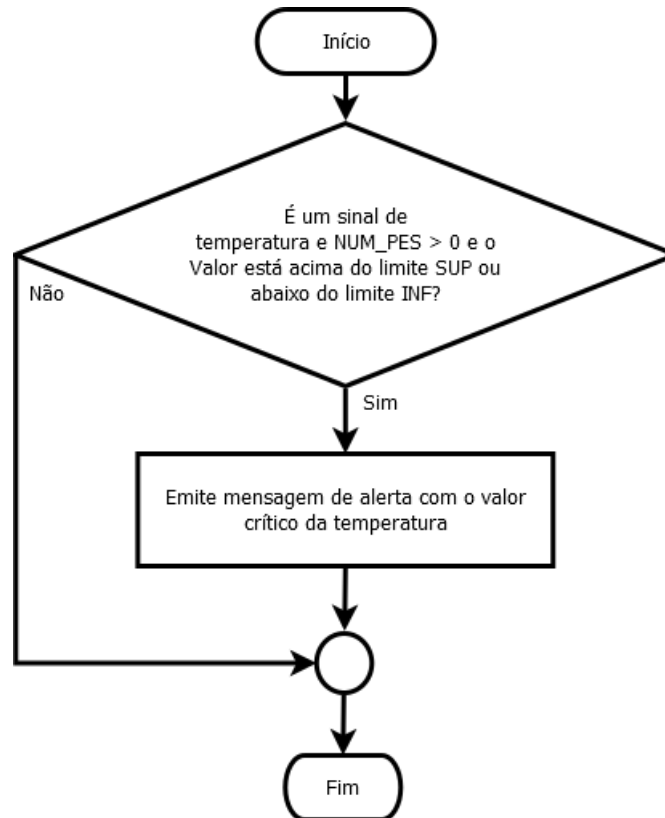 Início
É um sinal de
temperatura e NUM_PES > 0 e o
Valor está acima do limite SUP ou
abaixo do limite INF?
Não
Sim
Emite mensagem de alerta com o valor
crítico da temperatura
Fim